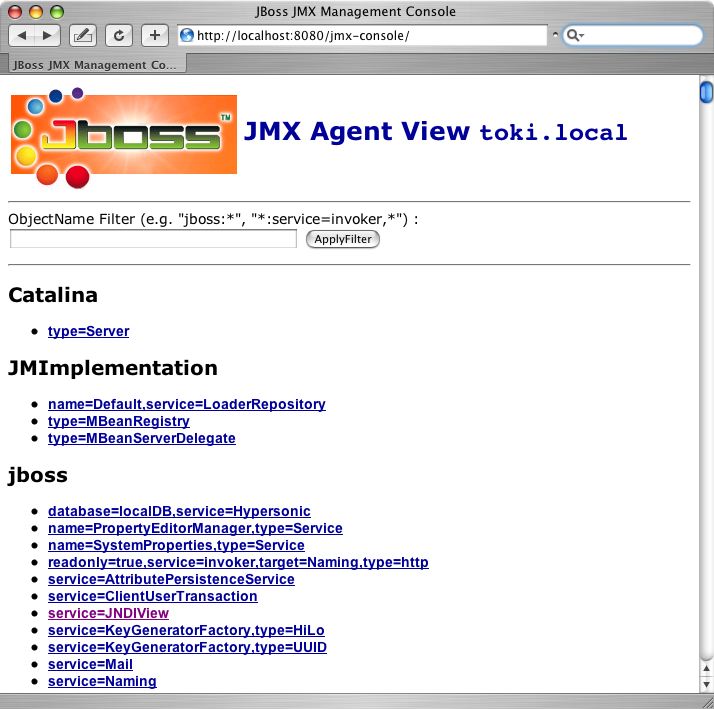 JBoss JMX Management Console
http://localhost:8080/jmx-console/
JBoss JMX Management Co...
Jboss™
JMX Agent View toki.local
ObjectName Filter (e.g. "jboss:*", "*:service=invoker,*") :
ApplyFilter
Catalina
type=Server
JMImplementation
name=Default,service=LoaderRepository
type=MBeanRegistry
type=MBeanServerDelegate
jboss
database=localDB,service=Hypersonic
name=PropertyEditorManager,type=Service
name=SystemProperties,type=Service
readonly=true,service=invoker,target=Naming,type=http
service=AttributePersistenceService
service=ClientUserTransaction
service=JNDIView
service=KeyGeneratorFactory,type=HiLo
service=KeyGeneratorFactory,type=UUID
service=Mail
service=Naming